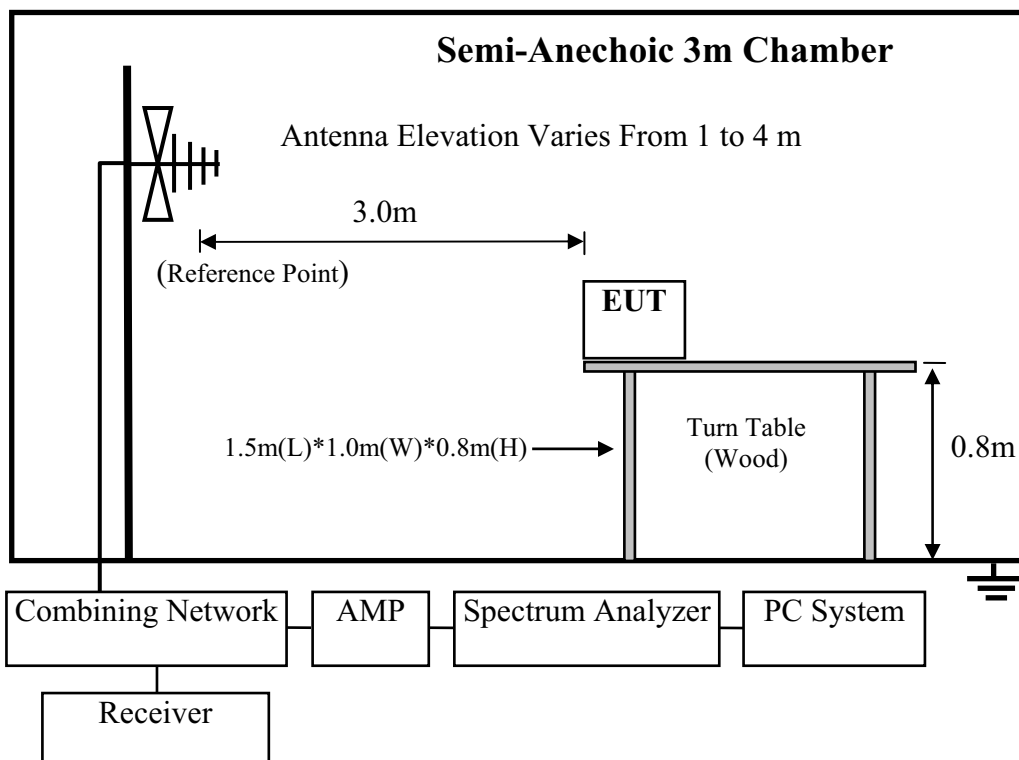 Semi-Anechoic 3m Chamber
Antenna Elevation Varies From 1 to 4 m
3.0m
(Reference Point)
EUT
1.5m(L)*1.0m(W)*0.8m(H)
Turn Table
(Wood)
0.8m
Combining Network
AMP
Spectrum Analyzer
PC System
Receiver